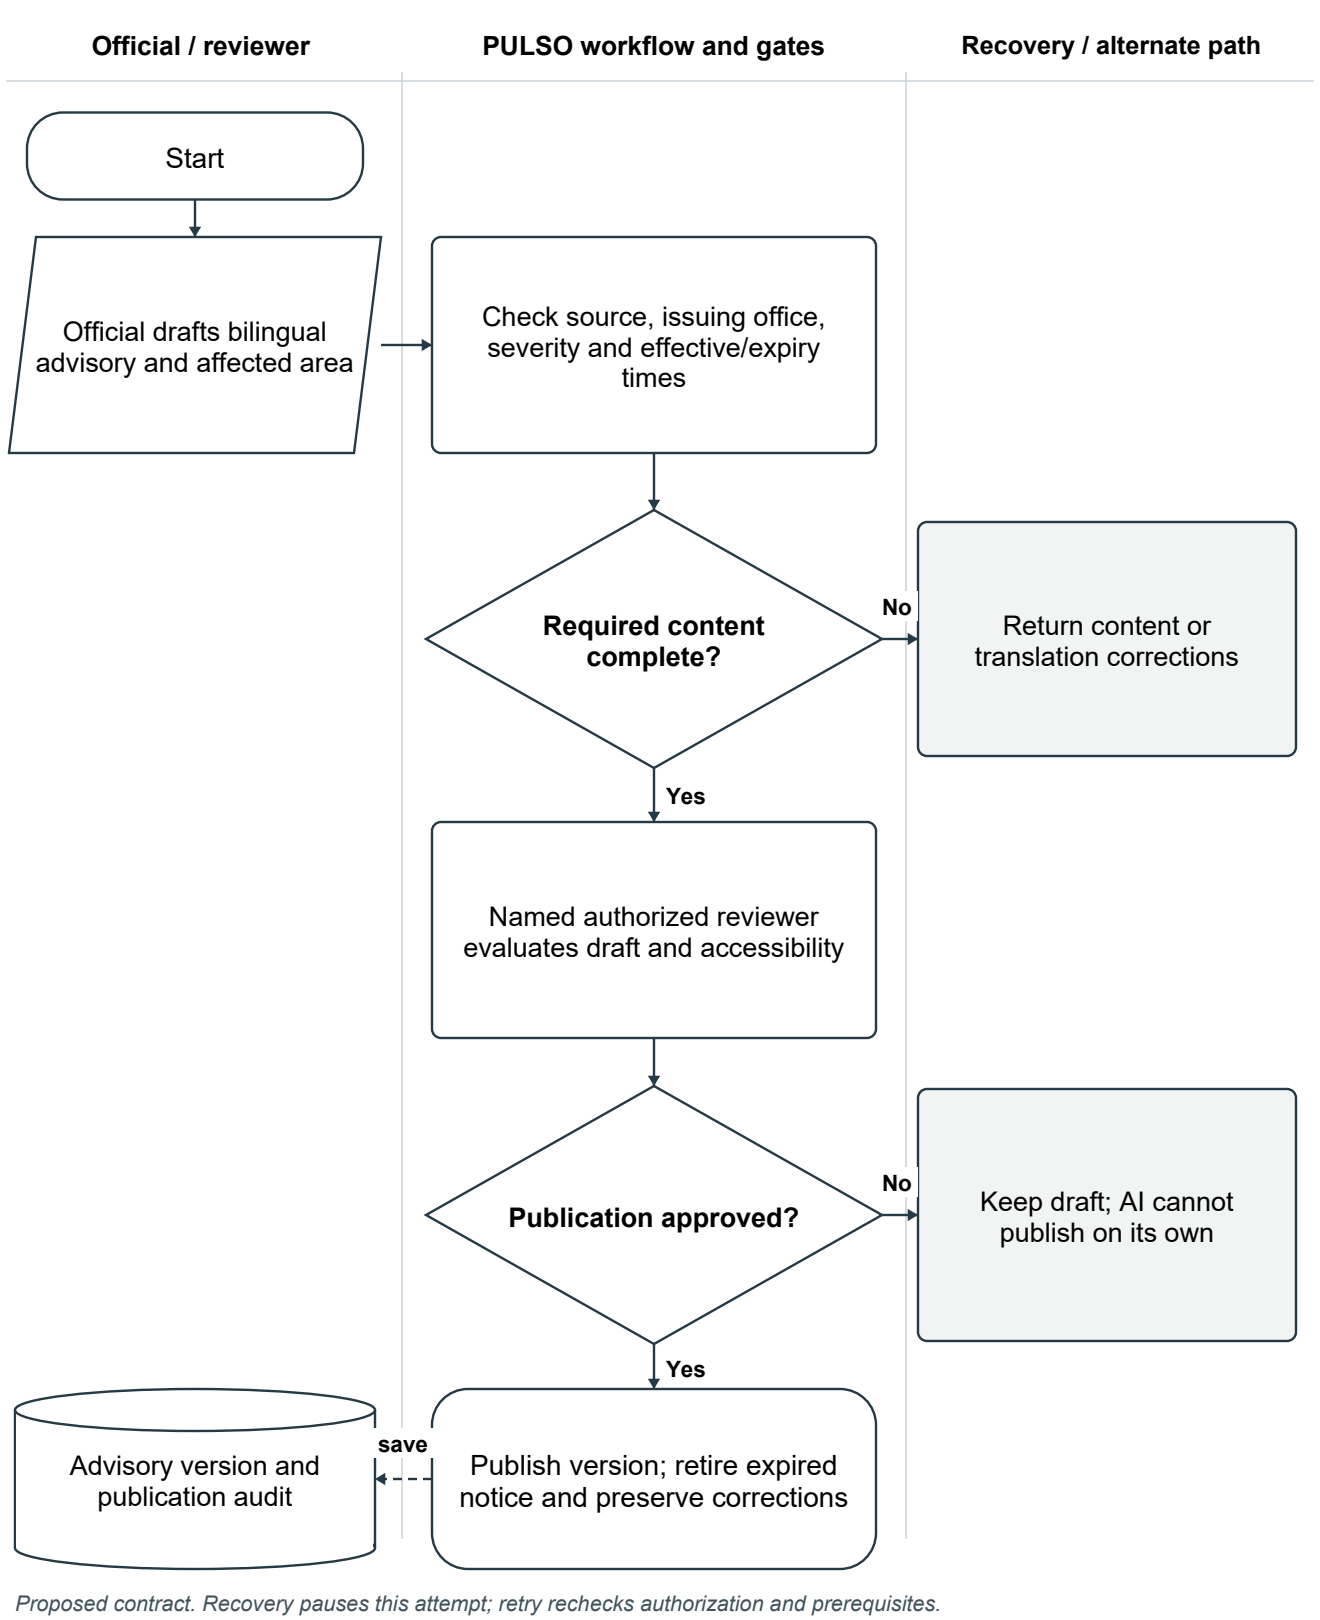 Official / reviewer
PULSO workflow and gates
Recovery / alternate path
Start
Official drafts bilingual
advisory and affected area
Check source, issuing office,
severity and effective/expiry
times
Required content
complete?
No
Return content or
translation corrections
Yes
Named authorized reviewer
evaluates draft and accessibility
Publication approved?
No
Keep draft; AI cannot
publish on its own
Yes
Publish version; retire expired
notice and preserve corrections
save
Advisory version and
publication audit
Proposed contract. Recovery pauses this attempt; retry rechecks authorization and prerequisites.